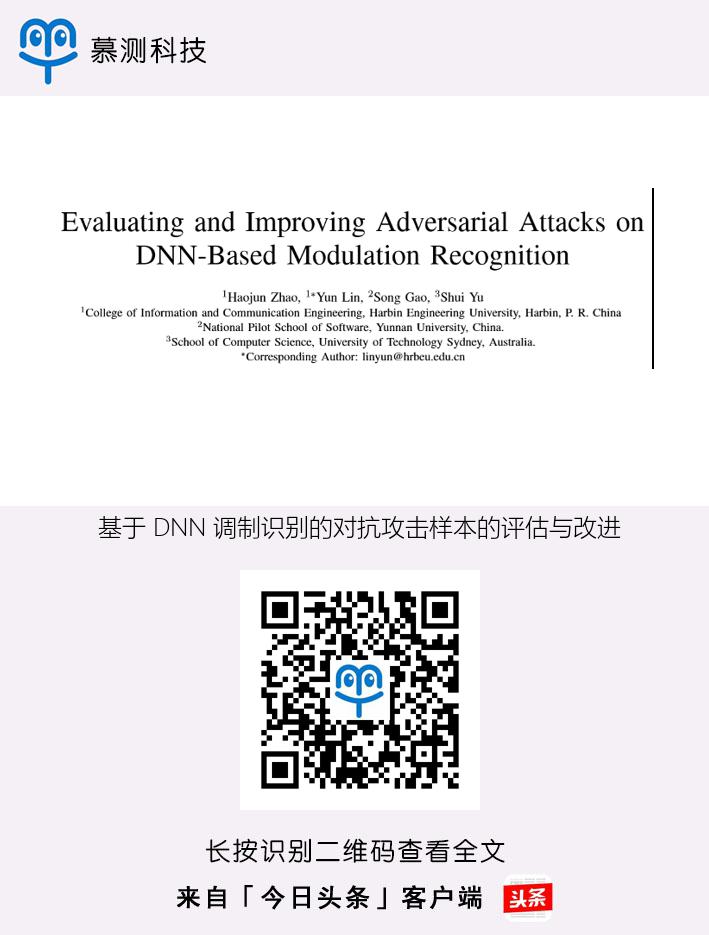 慕测科技
Evaluating and Improving Adversarial Attacks on
DNN-Based Modulation Recognition
¹Haojun Zhao, ¹*Yun Lin, ²Song Gao, ³Shui Yu
¹College of Information and Communication Engineering, Harbin Engineering University, Harbin, P. R. China
²National Pilot School of Software, Yunnan University, China.
³School of Computer Science, University of Technology Sydney, Australia.
*Corresponding Author: linyun@hrbeu.edu.cn
基于 DNN 调制识别的对抗攻击样本的评估与改进
长按识别二维码查看全文
来自「今日头条」客户端 头条